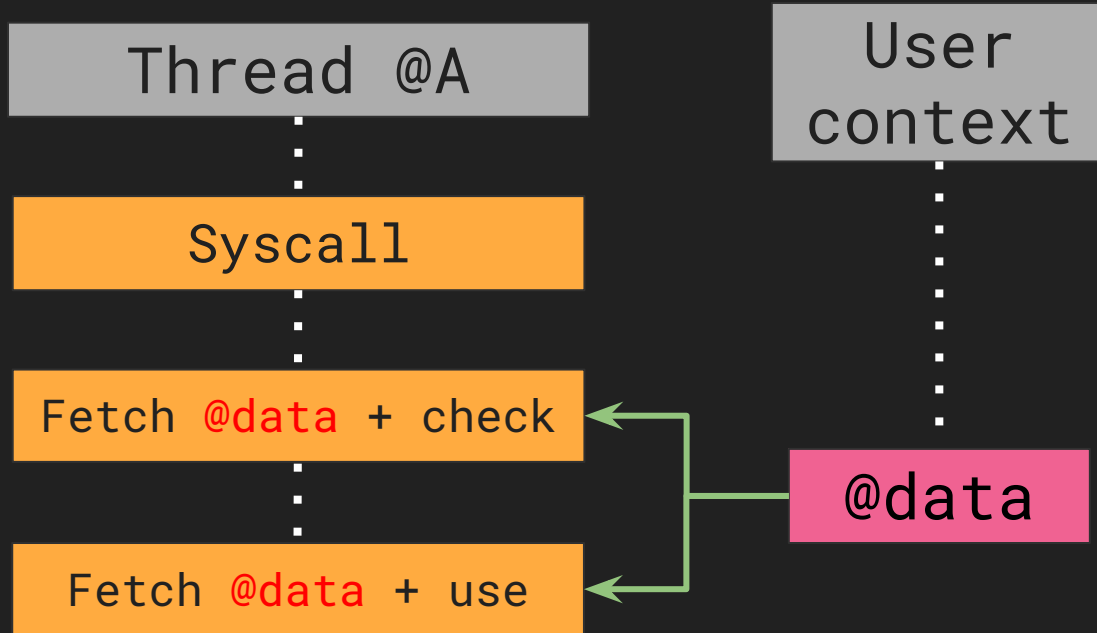 Thread @A
User
context
Syscall
Fetch @data + check
@data
Fetch @data + use